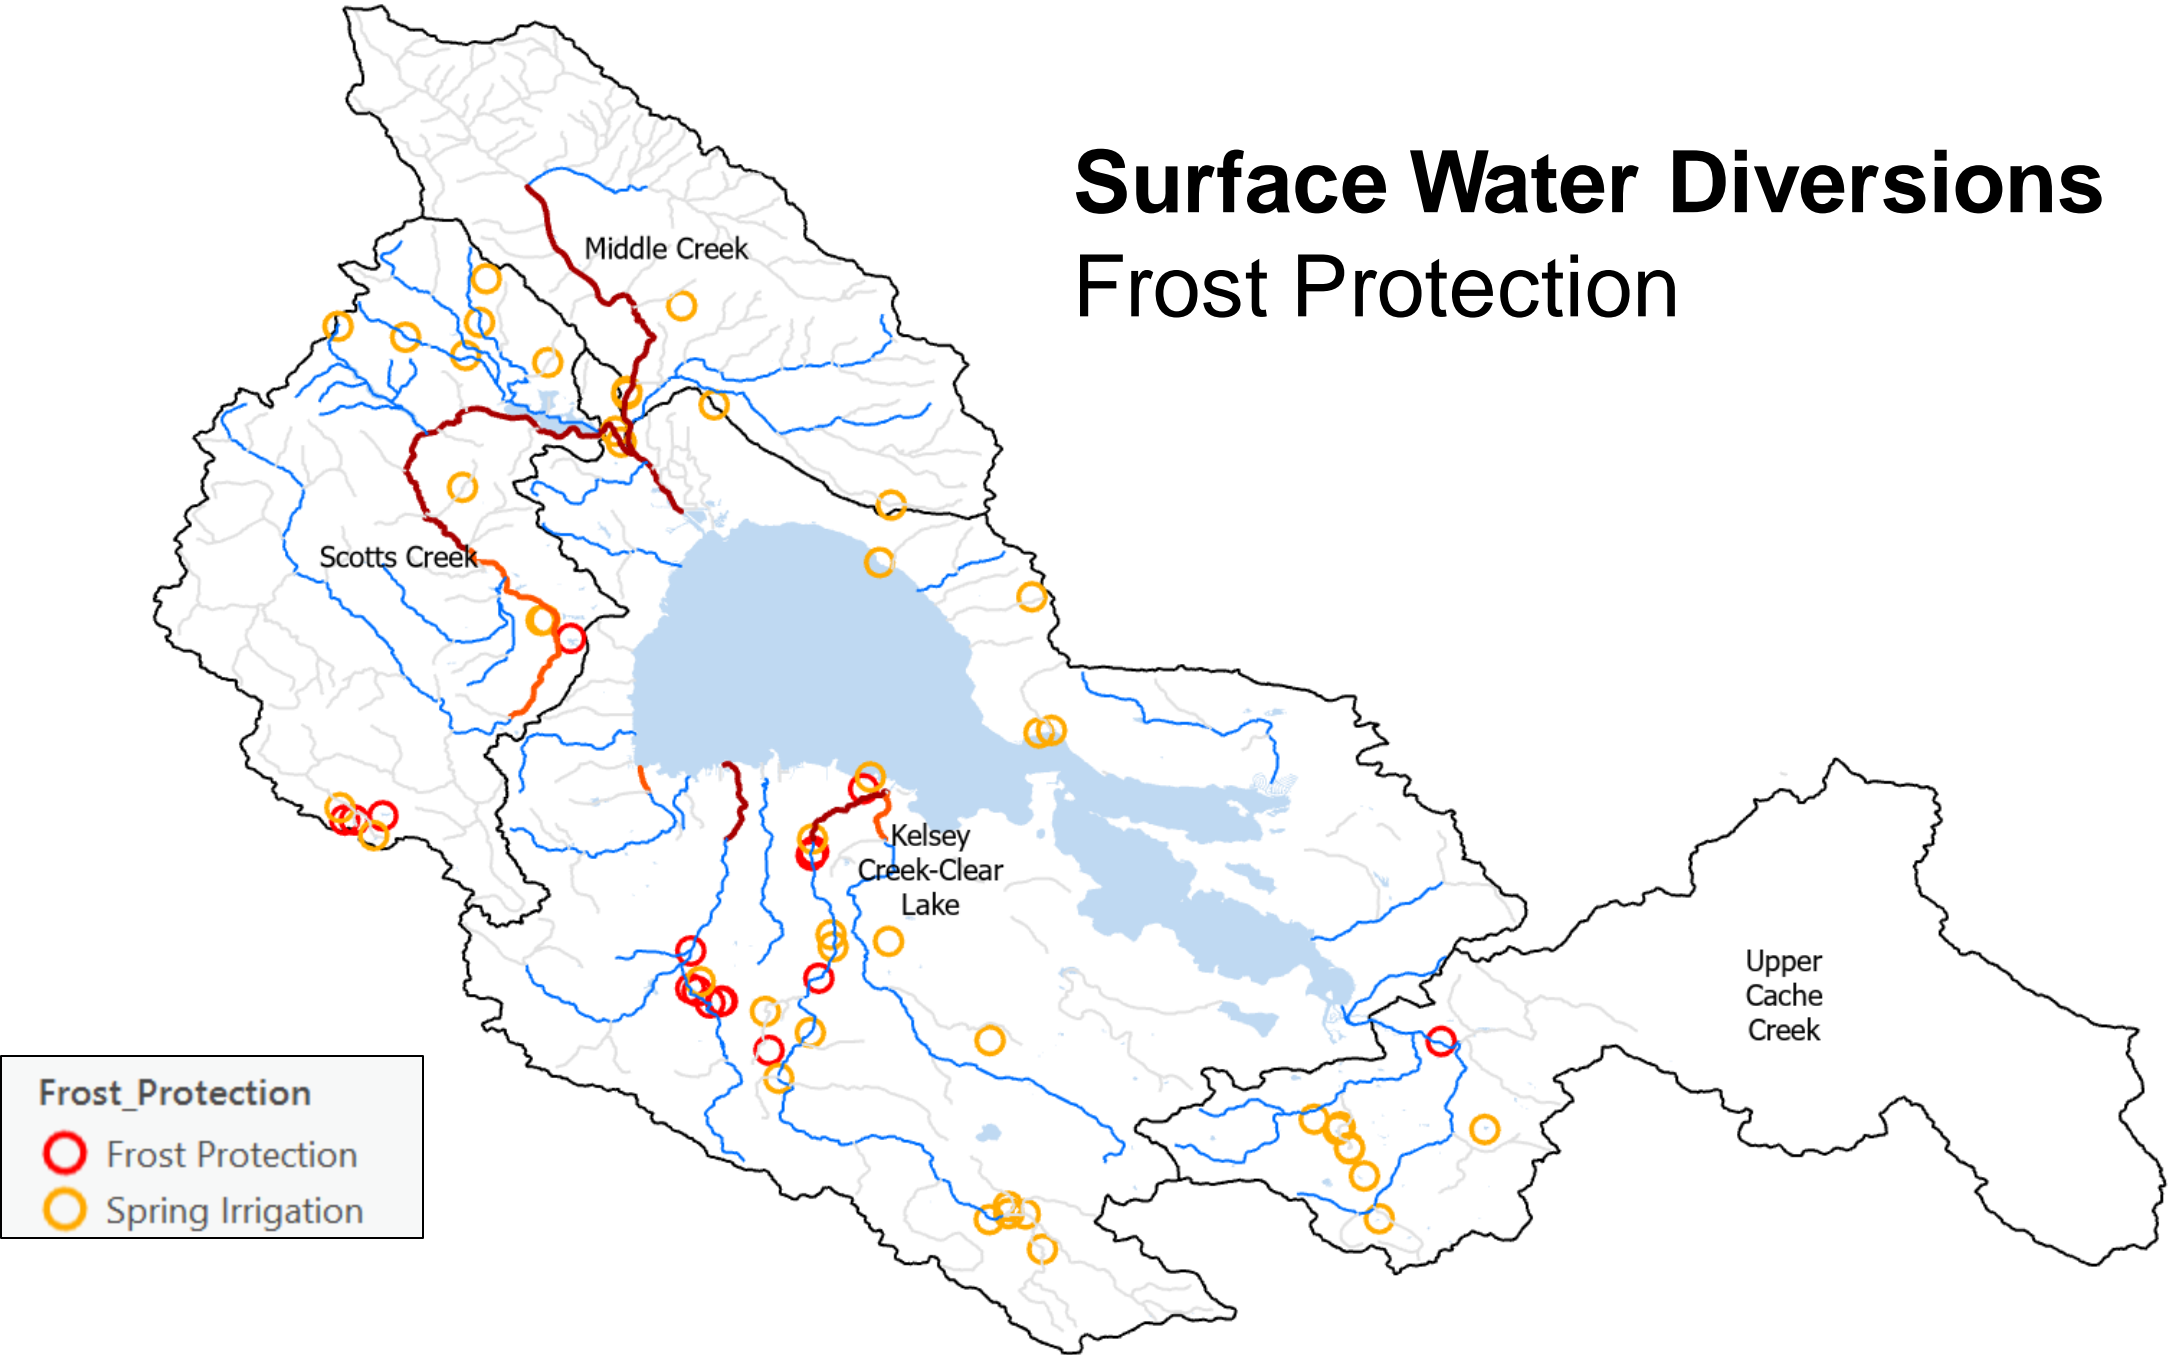 Surface Water Diversions
Frost Protection
Middle Creek
Scotts Creek
Kelsey
Creek-Clear
Lake
Upper
Cache
Creek
Frost_Protection
Frost Protection
Spring Irrigation